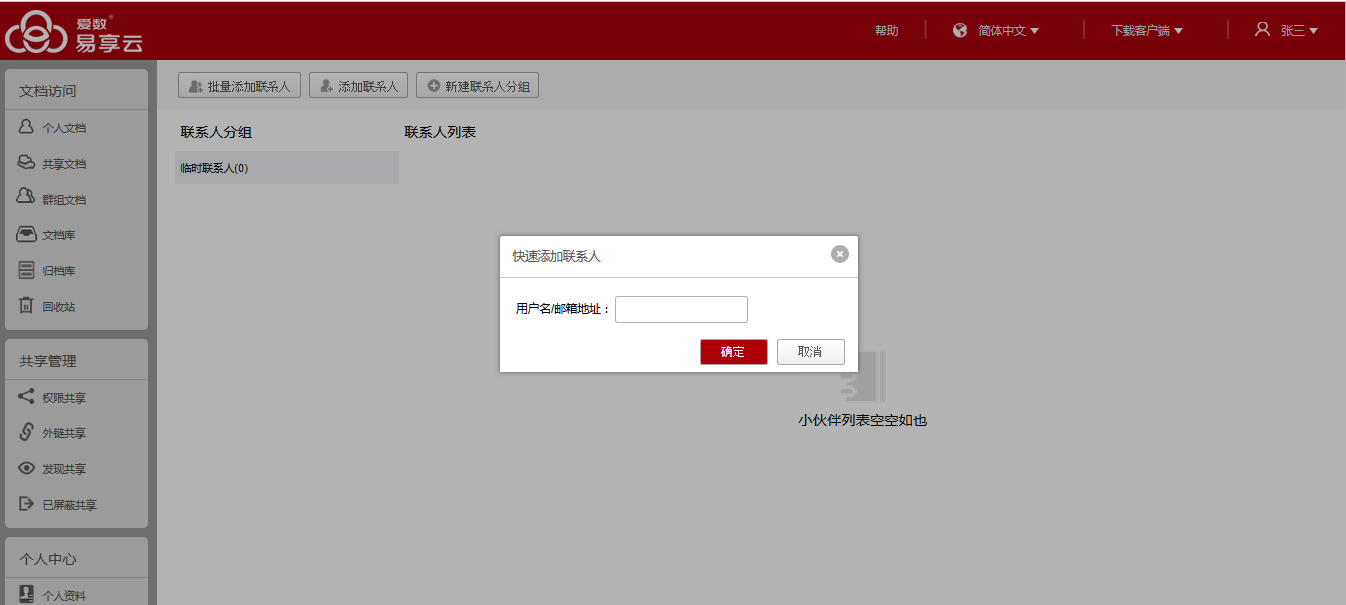 爱数®
易享云
帮助
简体中文
下载客户端
张三
文档访问
个人文档
共享文档
群组文档
文档库
归档库
回收站
共享管理
权限共享
外链共享
发现共享
已屏蔽共享
个人中心
个人资料
批量添加联系人
添加联系人
新建联系人分组
联系人分组
联系人列表
临时联系人(0)
快速添加联系人
用户名/邮箱地址：
确定
取消
小伙伴列表空空如也